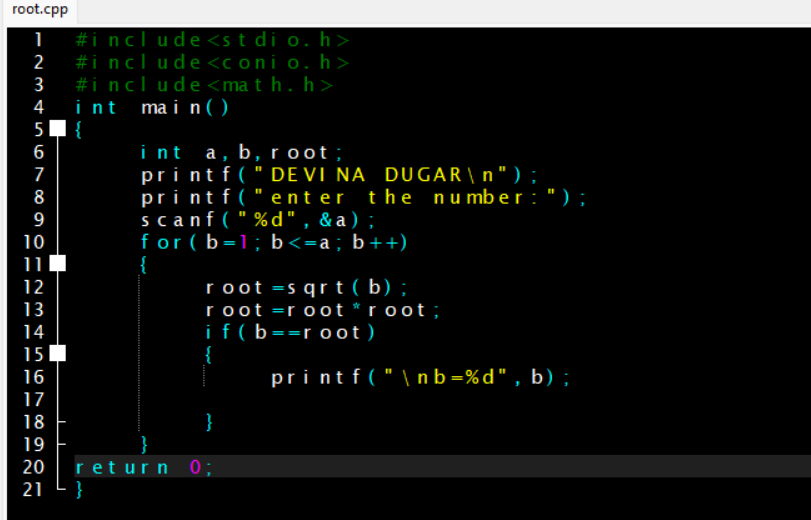 root.cpp
1 #include<stdio.h>
2 #include<conio.h>
3 #include<math.h>
4 int main()
5 {
6 int a,b,root;
7 printf("DEVINA DUGAR\n");
8 printf("enter the number:");
9 scanf("%d",&a);
10 for(b=1;b<=a;b++)
11 {
12 root=sqrt(b);
13 root=root*root;
14 if(b==root)
15 {
16 printf("\nb=%d",b);
17
18 }
19 }
20 return 0;
21 }